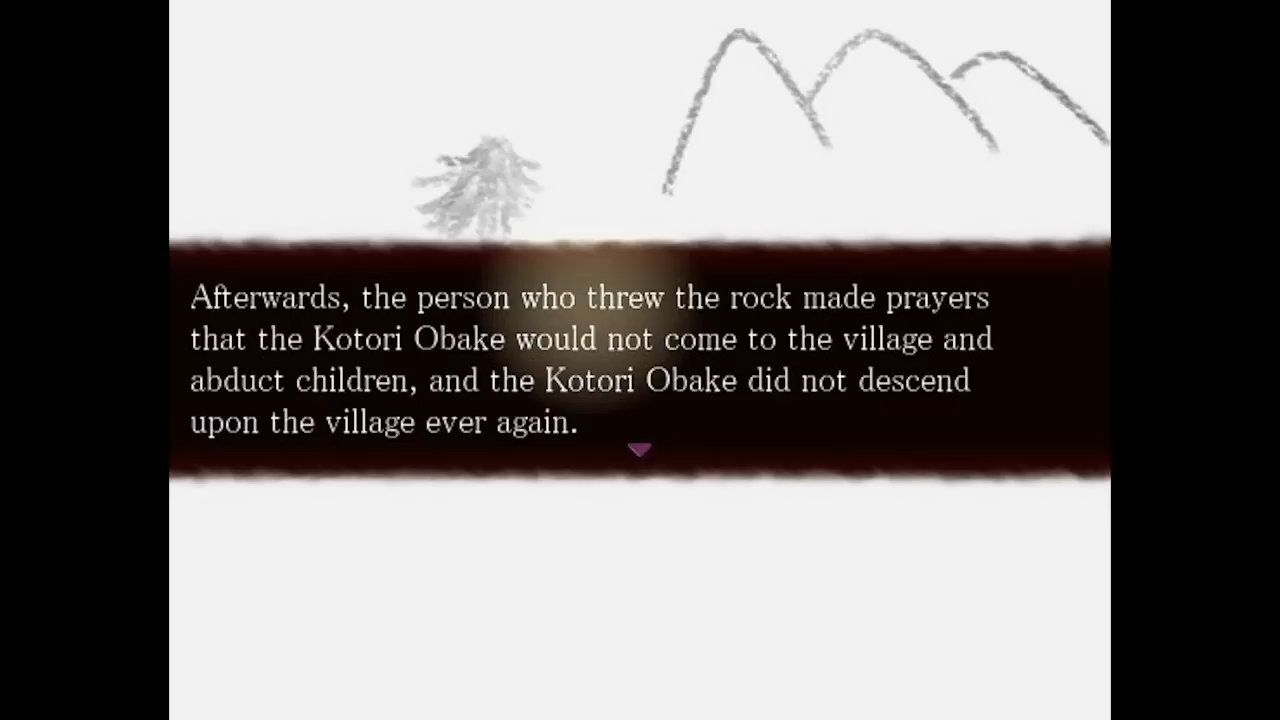 Afterwards, the person who threw the rock made prayers
that the Kotori Obake would not come to the village and
abduct children, and the Kotori Obake did not descend
upon the village ever again.